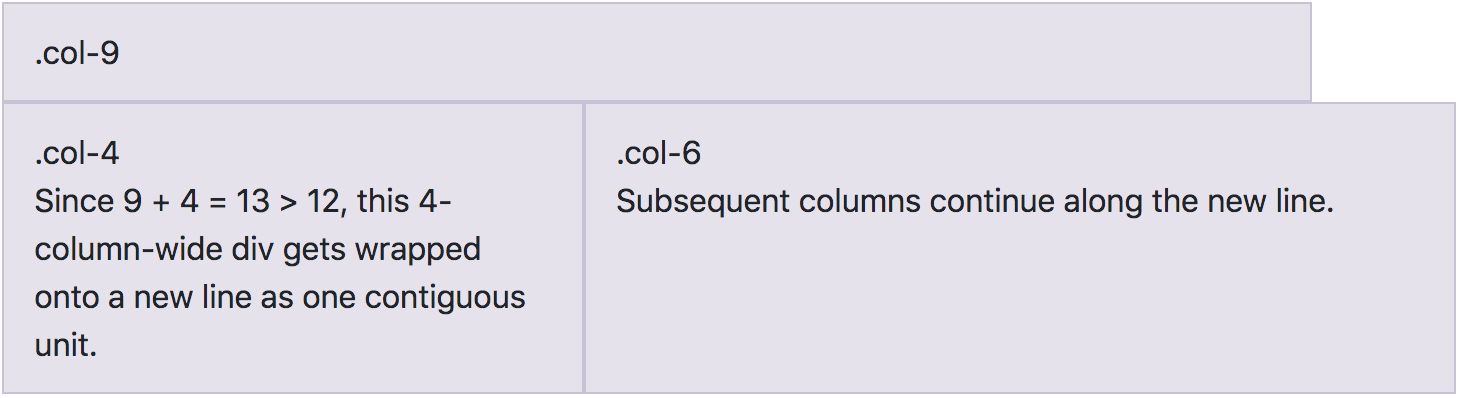 .col-9
.col-4
Since 9 + 4 = 13 > 12, this 4-
column-wide div gets wrapped
onto a new line as one contiguous
unit.
.col-6
Subsequent columns continue along the new line.